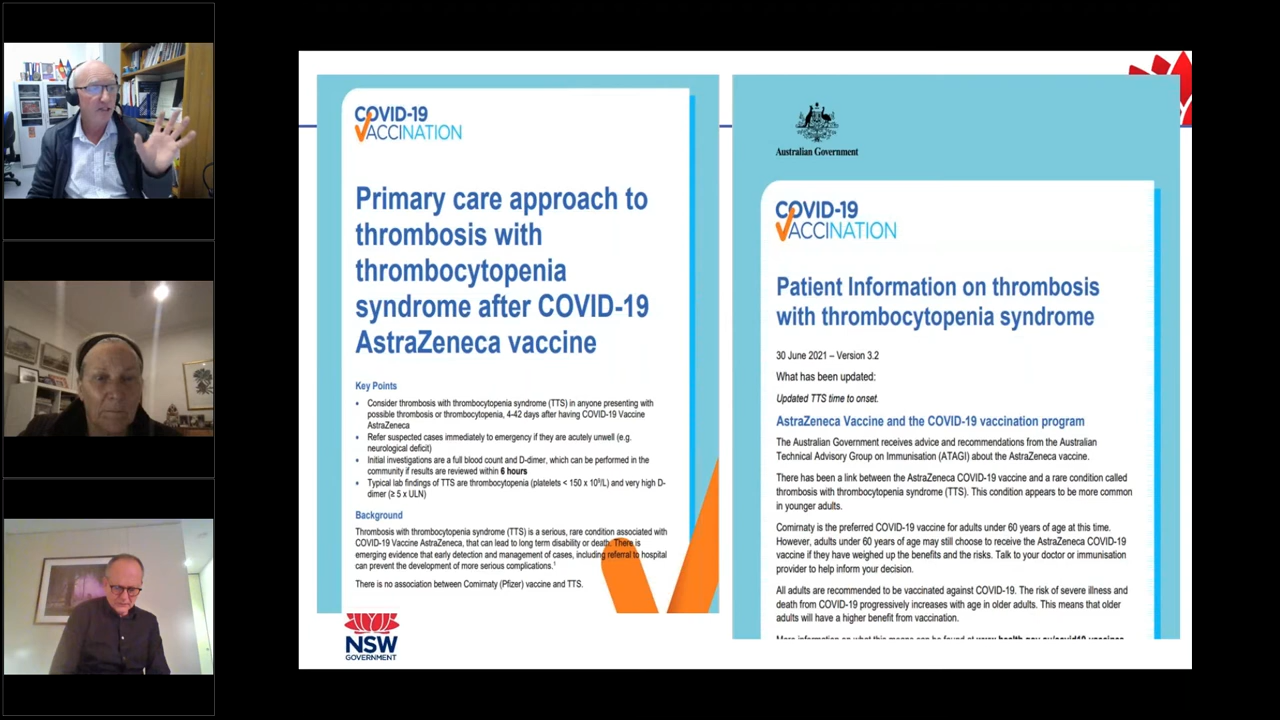 COVID-19
VACCINATION
Primary care approach to
thrombosis with
thrombocytopenia
syndrome after COVID-19
AstraZeneca vaccine
Key Points
Consider thrombosis with thrombocytopenia syndrome (TTS) in anyone presenting with
possible thrombosis or thrombocytopenia, 4-42 days after having COVID-19 Vaccine
AstraZeneca
Refer suspected cases immediately to emergency if they are acutely unwell (e.g.
neurological deficit)
Initial investigations are a full blood count and D-dimer, which can be performed in the
community if results are reviewed within 6 hours
Typical lab findings of TTS are thrombocytopenia (platelets < 150 x 10⁹/L) and very high D-
dimer (≥ 5 x ULN)
Background
Thrombosis with thrombocytopenia syndrome (TTS) is a serious, rare condition associated with
COVID-19 Vaccine AstraZeneca, that can lead to long term disability or death. There is
emerging evidence that early detection and management of cases, including referral to hospital
can prevent the development of more serious complications.¹
There is no association between Comirnaty (Pfizer) vaccine and TTS.
NSW
GOVERNMENT
Australian Government
COVID-19
VACCINATION
Patient Information on thrombosis
with thrombocytopenia syndrome
30 June 2021 – Version 3.2
What has been updated:
Updated TTS time to onset.
AstraZeneca Vaccine and the COVID-19 vaccination program
The Australian Government receives advice and recommendations from the Australian
Technical Advisory Group on Immunisation (ATAGI) about the AstraZeneca vaccine.
There has been a link between the AstraZeneca COVID-19 vaccine and a rare condition called
thrombosis with thrombocytopenia syndrome (TTS). This condition appears to be more common
in younger adults.
Comirnaty is the preferred COVID-19 vaccine for adults under 60 years of age at this time.
However, adults under 60 years of age may still choose to receive the AstraZeneca COVID-19
vaccine if they have weighed up the benefits and the risks. Talk to your doctor or immunisation
provider to help inform your decision.
All adults are recommended to be vaccinated against COVID-19. The risk of severe illness and
death from COVID-19 progressively increases with age in older adults. This means that older
adults will have a higher benefit from vaccination.